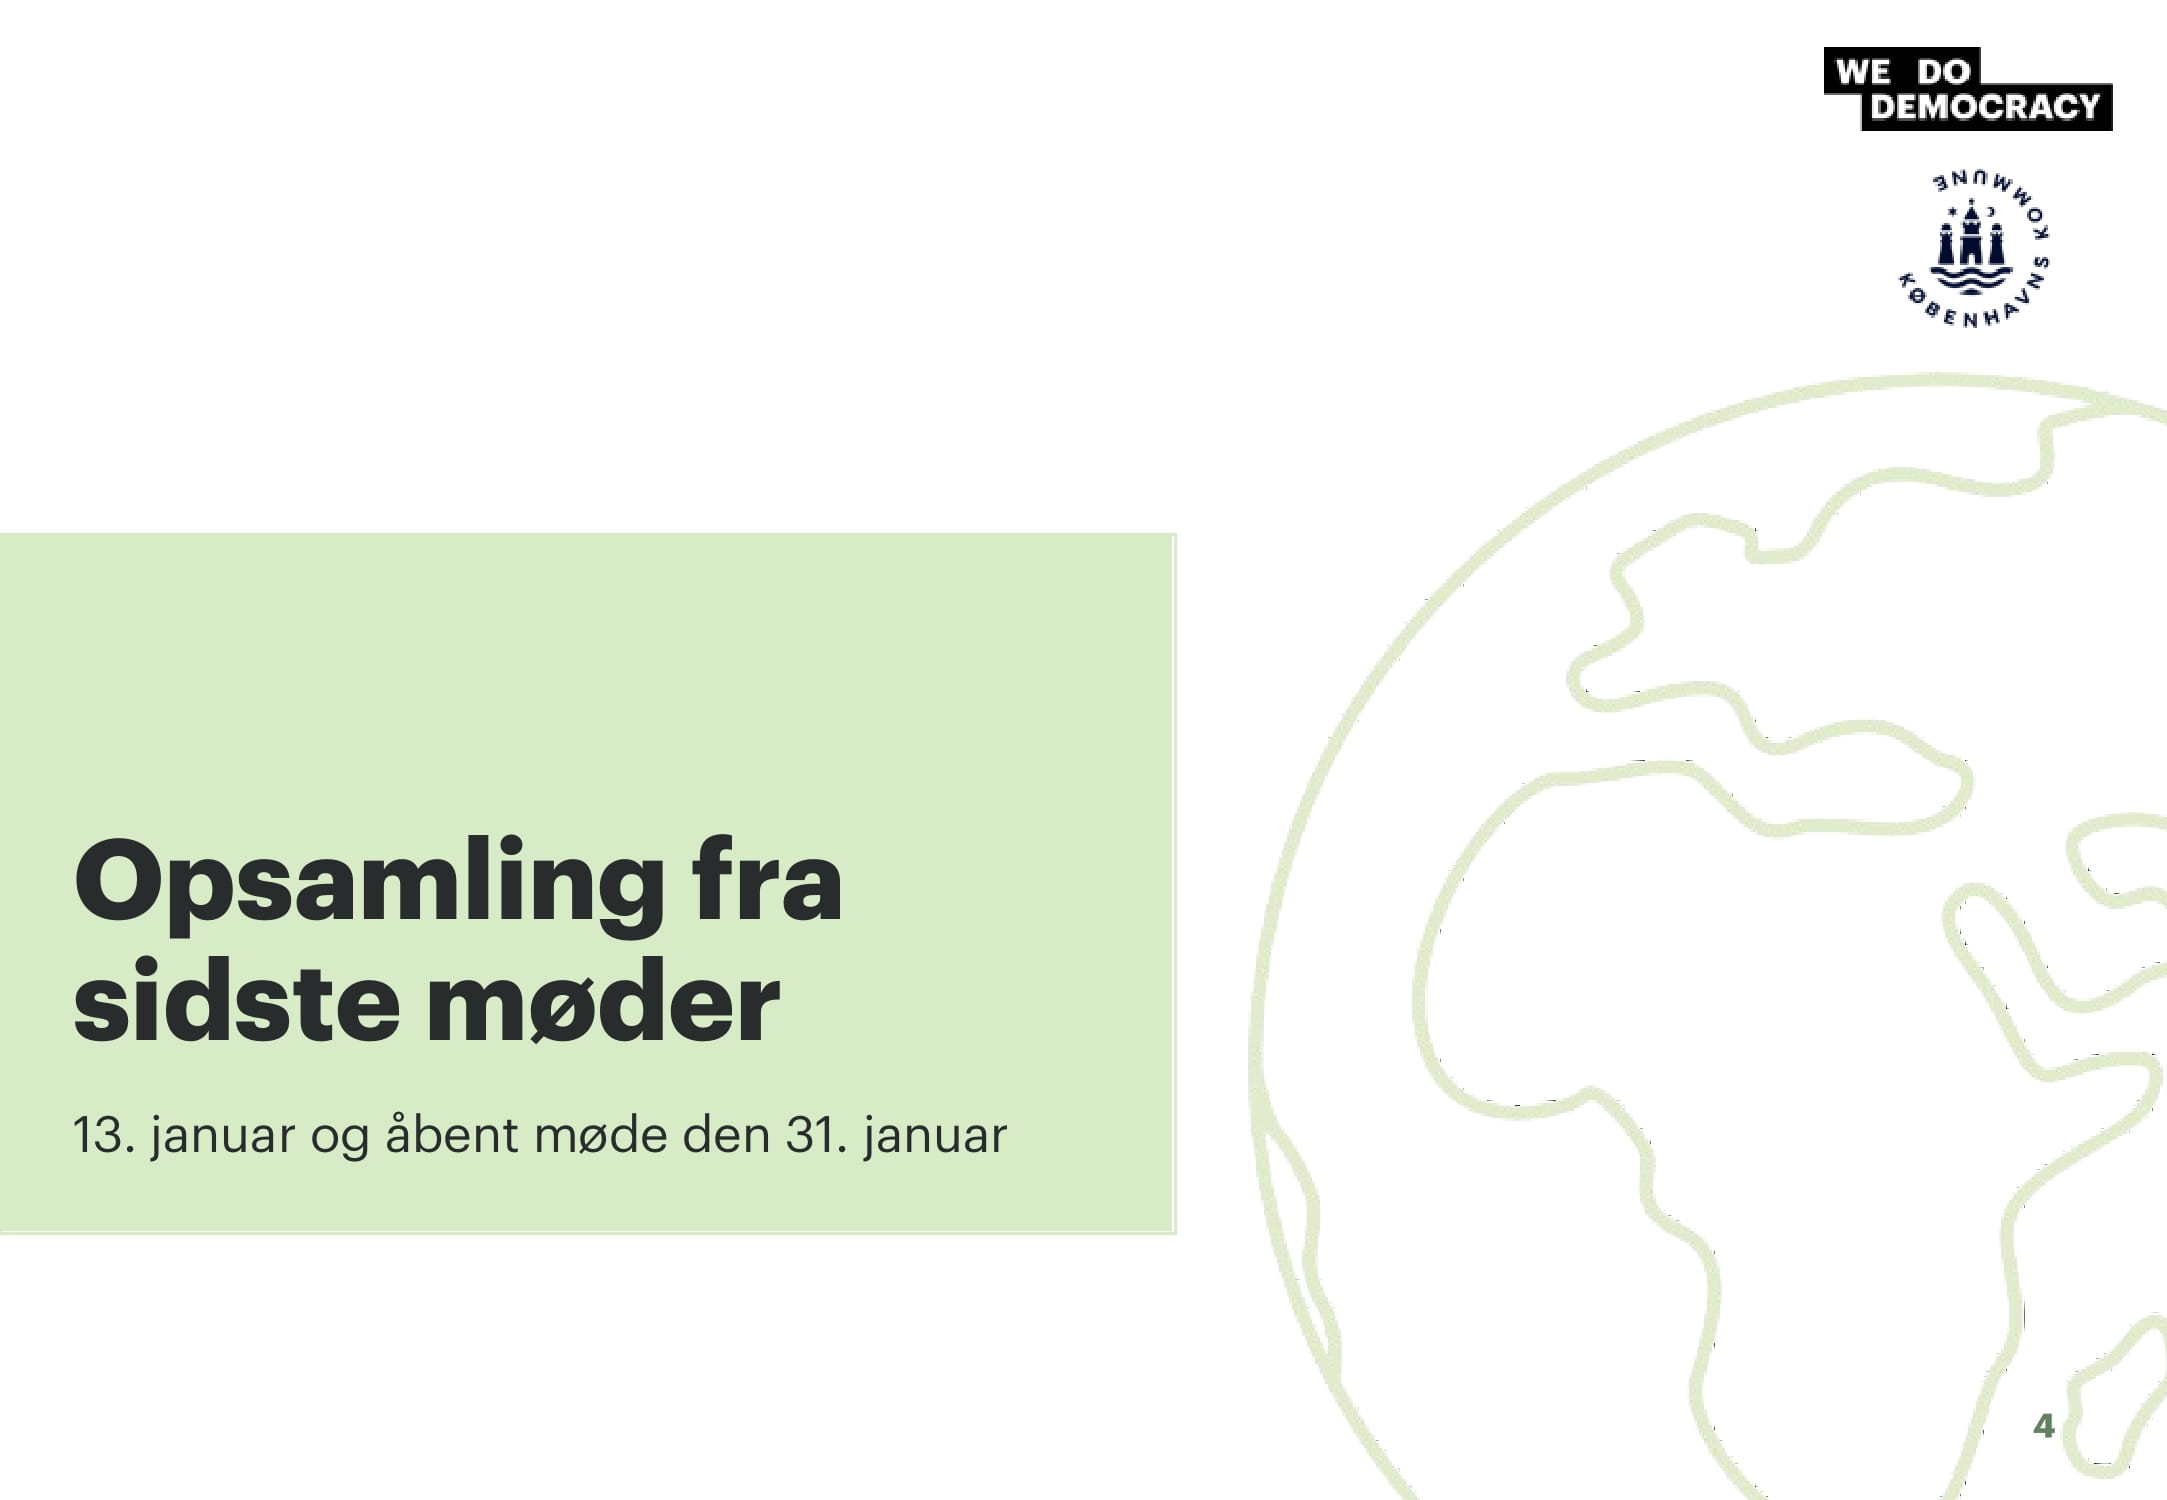 WE DO
DEMOCRACY
KØBENHAVNS KOMMUNE
Opsamling fra
sidste møder
13. januar og åbent møde den 31. januar
4